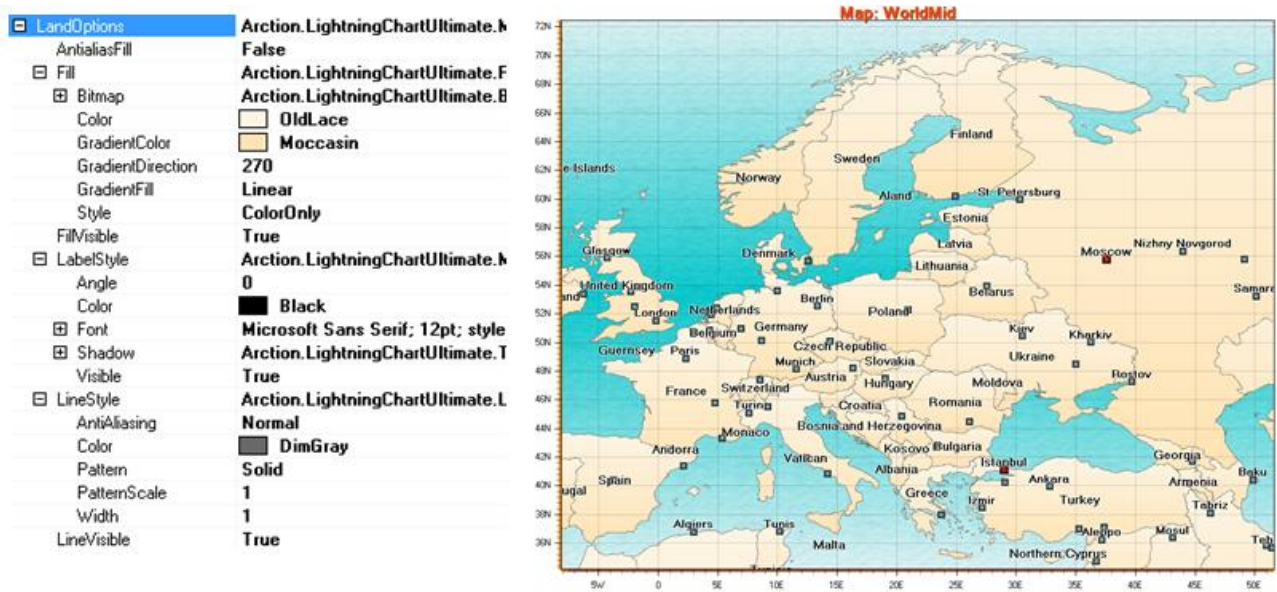 LandOptions Arction.LightningChartUltimate.M
AntialiasFill False
Fill Arction.LightningChartUltimate.F
Bitmap Arction.LightningChartUltimate.B
Color OldLace
GradientColor Moccasin
GradientDirection 270
GradientFill Linear
Style ColorOnly
FillVisible True
LabelStyle Arction.LightningChartUltimate.M
Angle 0
Color Black
Font Microsoft Sans Serif; 12pt; style
Shadow Arction.LightningChartUltimate.T
Visible True
LineStyle Arction.LightningChartUltimate.L
AntiAliasing Normal
Color DimGray
Pattern Solid
PatternScale 1
Width 1
LineVisible True
Map: WorldMid
72N
70N
68N
66N
64N
62N
60N
58N
56N
54N
52N
50N
48N
46N
44N
42N
40N
38N
36N
Finland
Sweden
e Islands
Norway
Aland
St. Petersburg
Estonia
Latvia
Nizhny Novgorod
Glasgow
Denmark
Moscow
Lithuania
United Kingdom
Belarus
Samara
and
Berlin
London
Netherlands
Poland
Belgium
Germany
Kiev
Kharkiv
Czech Republic
Guernsey
Paris
Munich
Slovakia
Ukraine
Austria
Rostov
France
Switzerland
Hungary
Moldova
Turin
Croatia
Romania
Monaco
Bosnia and Herzegovina
Andorra
Kosovo
Bulgaria
Vatican
Georgia
Albania
Istanbul
Baku
Spain
Ankara
Armenia
ugal
Greece
Izmir
Turkey
Tabriz
Algiers
Tunis
Aleppo
Mosul
Malta
Teh
Northern Cyprus
5W 0 5E 10E 15E 20E 25E 30E 35E 40E 45E 50E